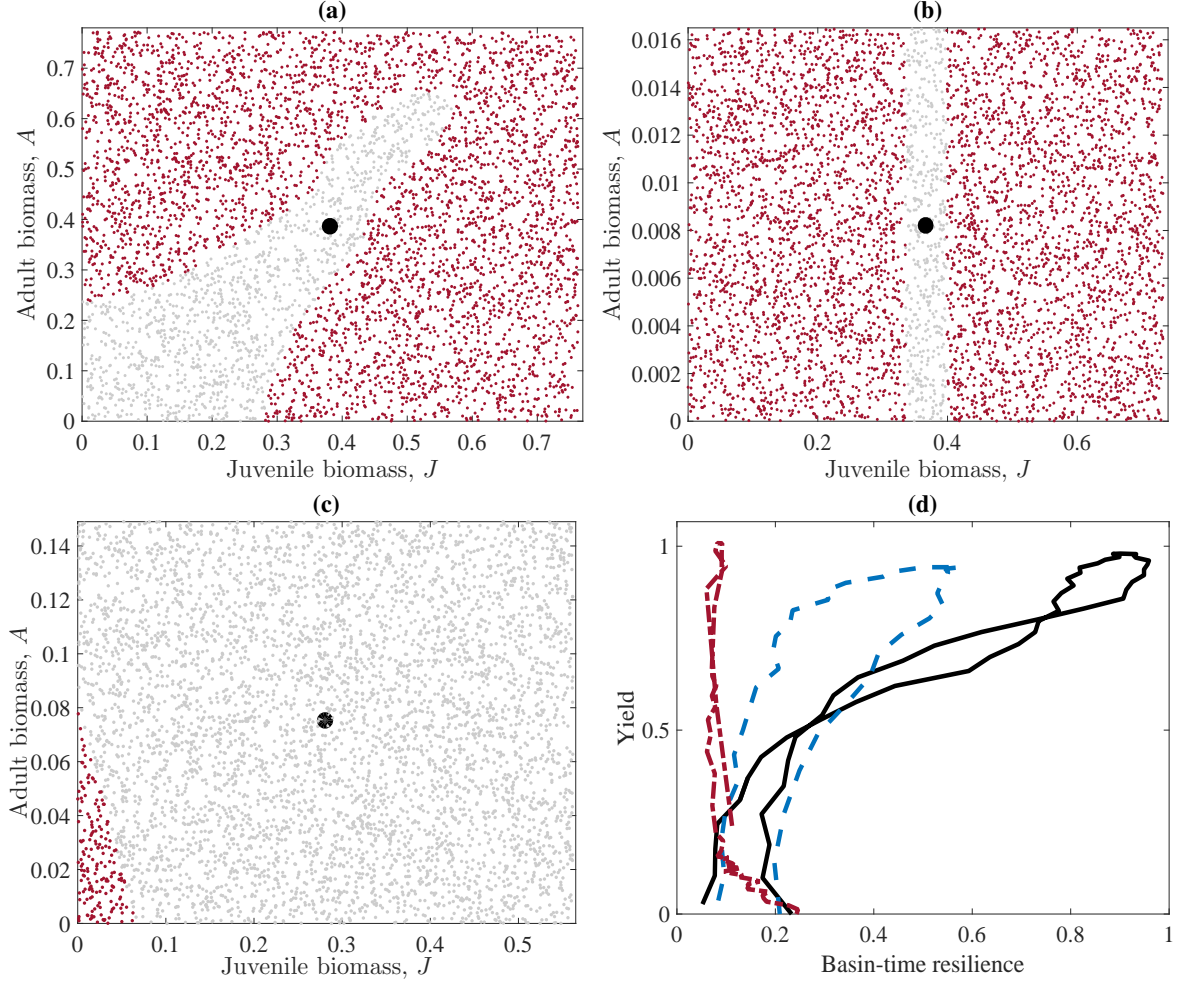 (a)
0.7
0.6
0.5
0.4
0.3
0.2
0.1
0
Adult biomass, A
0 0.1 0.2 0.3 0.4 0.5 0.6 0.7
Juvenile biomass, J
(b)
0.016
0.014
0.012
0.01
0.008
0.006
0.004
0.002
0
Adult biomass, A
0 0.2 0.4 0.6
Juvenile biomass, J
(c)
0.14
0.12
0.1
0.08
0.06
0.04
0.02
0
Adult biomass, A
0 0.1 0.2 0.3 0.4 0.5
Juvenile biomass, J
(d)
1
0.5
0
Yield
0 0.2 0.4 0.6 0.8 1
Basin-time resilience